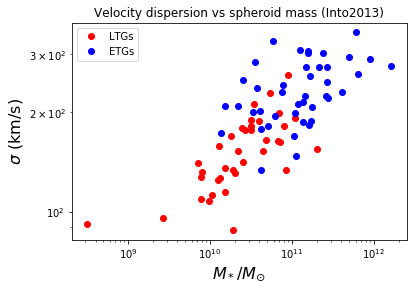 Velocity dispersion vs spheroid mass (Into2013)
LTGs
ETGs
3 × 10²
2 × 10²
10²
σ (km/s)
10⁹ 10¹⁰ 10¹¹ 10¹²
M*/M⊙